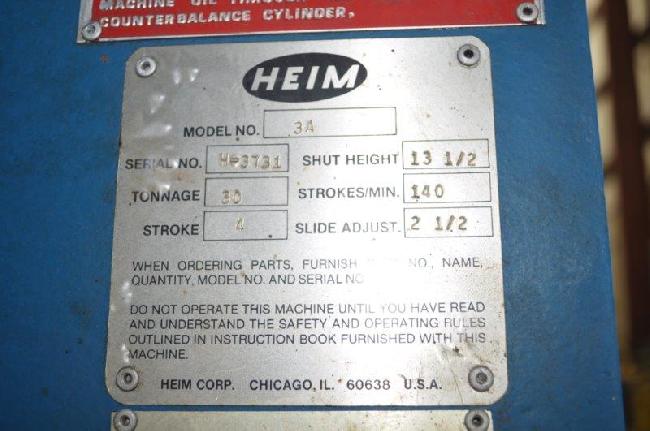 MACHINE OIL THROUGH
COUNTERBALANCE CYLINDER.
HEIM
MODEL NO. 3A
SERIAL NO. H-3731 SHUT HEIGHT 13 1/2
TONNAGE 30 STROKES/MIN. 140
STROKE 4 SLIDE ADJUST. 2 1/2
WHEN ORDERING PARTS, FURNISH NO., NAME,
QUANTITY, MODEL NO. AND SERIAL NO
DO NOT OPERATE THIS MACHINE UNTIL YOU HAVE READ
AND UNDERSTAND THE SAFETY AND OPERATING RULES
OUTLINED IN INSTRUCTION BOOK FURNISHED WITH THIS
MACHINE.
HEIM CORP. CHICAGO, IL. 60638 U.S.A.